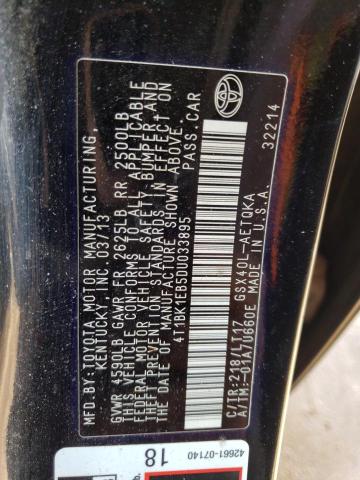 MFD.BY:TOYOTA MOTOR MANUFACTURING,
KENTUCKY, INC. 03/13
GVWR 4590LB GAWR FR 2625LB RR 2500LB
THIS VEHICLE CONFORMS TO ALL APPLICABLE
FEDERAL MOTOR VEHICLE SAFETY, BUMPER, AND
THEFT PREVENTION STANDARDS IN EFFECT ON
THE DATE OF MANUFACTURE SHOWN ABOVE.
4T1BK1EB5DU033895 PASS.CAR
C/TR:218/LT17 GSX40L-AETQKA
A/TM:-01A/U660E MADE IN U.S.A.
32214
42661-07140
18